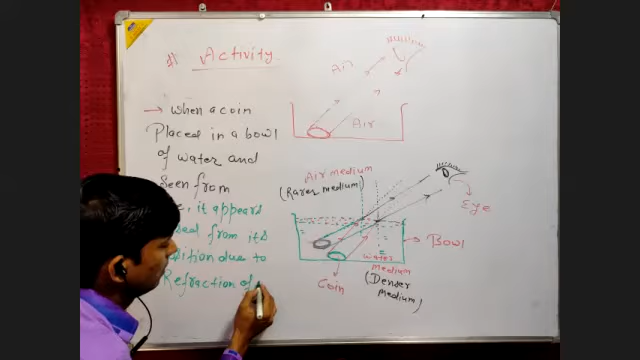 Activity
→ when a coin
Placed in a bowl
of water and
seen from
it appears
from its
due to
Refraction of
Air
Air
Air medium
(Rarer medium)
Eye
Bowl
water
medium
(Dender
medium)
Coin